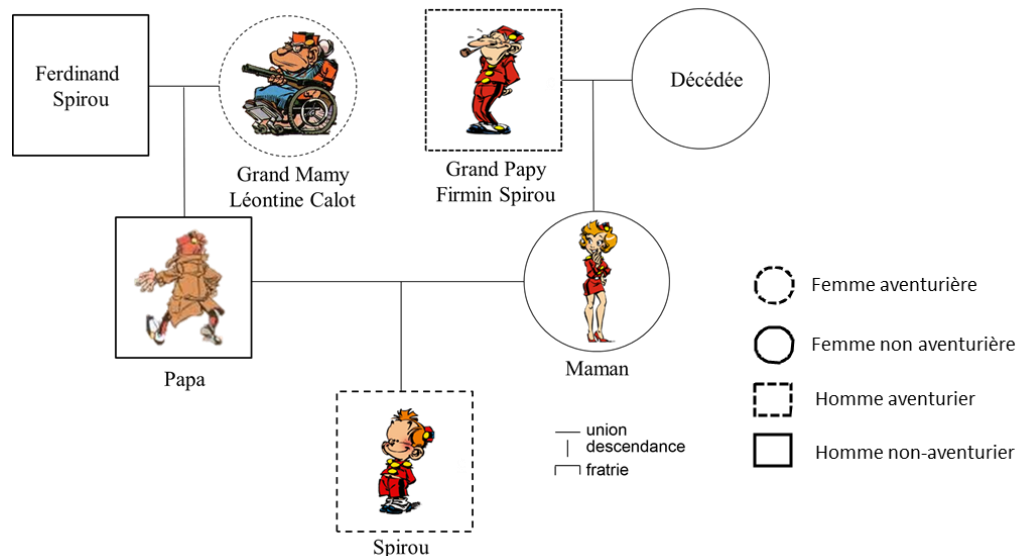 Ferdinand
Spirou
Décédée
Grand Mamy
Léontine Calot
Grand Papy
Firmin Spirou
Papa
Maman
Spirou
union
descendance
fratrie
Femme aventurière
Femme non aventurière
Homme aventurier
Homme non-aventurier